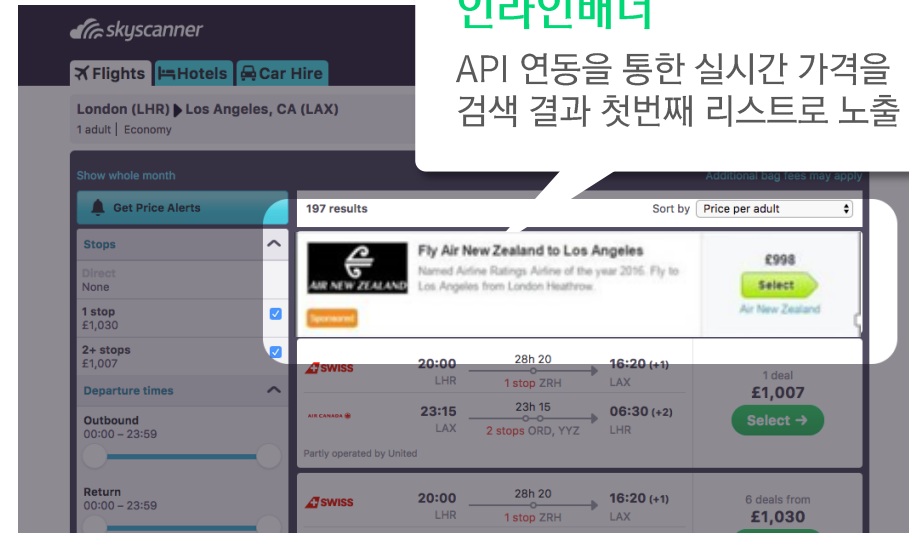 skyscanner
인라인배너
API 연동을 통한 실시간 가격을
검색 결과 첫번째 리스트로 노출
Flights
Hotels
Car Hire
London (LHR) Los Angeles, CA (LAX)
1 adult | Economy
Show whole month
Additional bag fees may apply
Get Price Alerts
197 results
Sort by Price per adult
Stops
Direct
None
1 stop
£1,030
2+ stops
£1,007
Departure times
Outbound
00:00 – 23:59
Return
00:00 – 23:59
AIR NEW ZEALAND
Fly Air New Zealand to Los Angeles
Named Airline Ratings Airline of the year 2016. Fly to
Los Angeles from London Heathrow.
Sponsored
£998
Select
Air New Zealand
SWISS
20:00 28h 20 16:20 (+1)
LHR 1 stop ZRH LAX
AIR CANADA
23:15 23h 15 06:30 (+2)
LAX 2 stops ORD, YYZ LHR
Partly operated by United
1 deal
£1,007
Select →
SWISS
20:00 28h 20 16:20 (+1)
LHR 1 stop ZRH LAX
6 deals from
£1,030